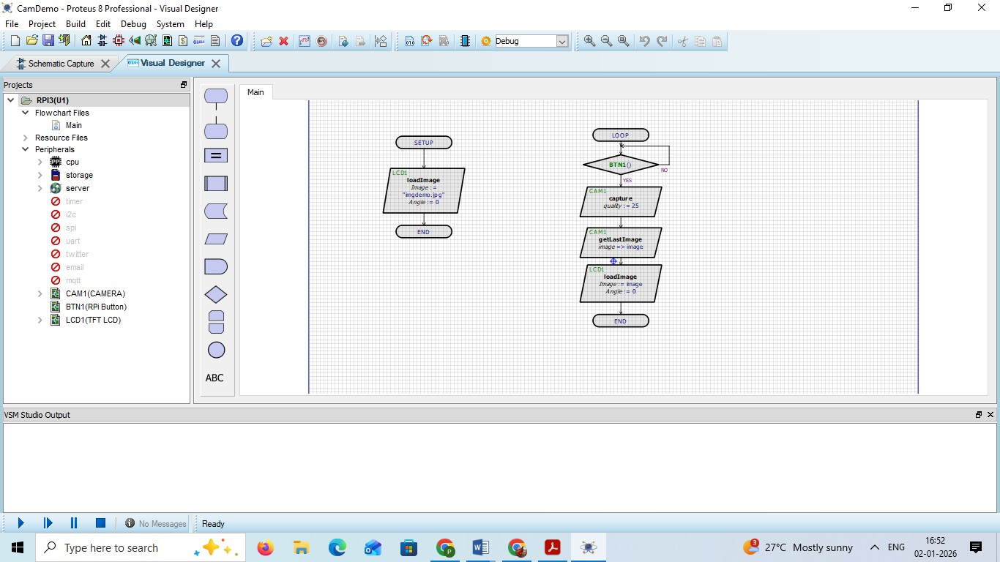 CamDemo - Proteus 8 Professional - Visual Designer
File Project Build Edit Debug System Help
Debug
Schematic Capture
Visual Designer
Projects
RPI3(U1)
Flowchart Files
Main
Resource Files
Peripherals
cpu
storage
server
timer
i2c
spi
uart
twitter
email
mqtt
CAM1(CAMERA)
BTN1(RPi Button)
LCD1(TFT LCD)
ABC
Main
SETUP
LCD1
loadImage
Image :=
"imgdemo.jpg"
Angle := 0
END
LOOP
BTN1()
NO
YES
CAM1
capture
quality := 25
CAM1
getLastImage
image => image
LCD1
loadImage
Image := image
Angle := 0
END
VSM Studio Output
No Messages
Ready
Type here to search
3
27°C Mostly sunny
ENG
16:52
02-01-2026